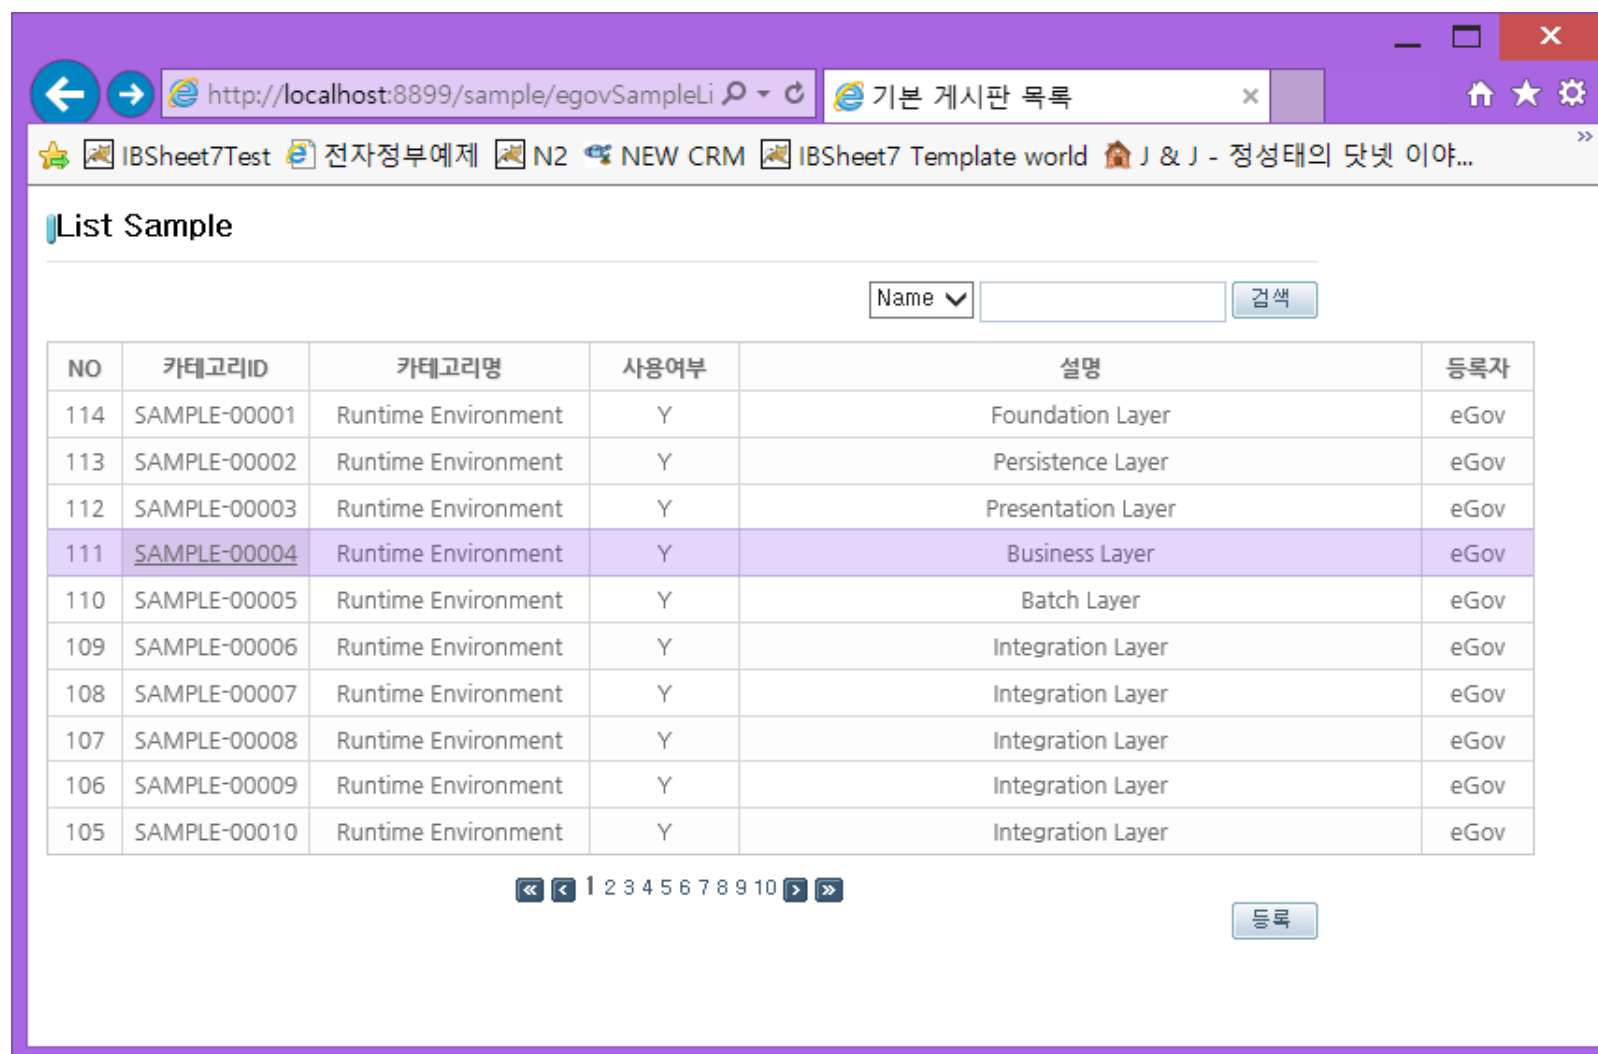 http://localhost:8899/sample/egovSampleLi 기본 게시판 목록
IBSheet7Test 전자정부예제 N2 NEW CRM IBSheet7 Template world J & J - 정성태의 닷넷 이야...
List Sample
Name 검색
NO 카테고리ID 카테고리명 사용여부 설명 등록자
114 SAMPLE-00001 Runtime Environment Y Foundation Layer eGov
113 SAMPLE-00002 Runtime Environment Y Persistence Layer eGov
112 SAMPLE-00003 Runtime Environment Y Presentation Layer eGov
111 SAMPLE-00004 Runtime Environment Y Business Layer eGov
110 SAMPLE-00005 Runtime Environment Y Batch Layer eGov
109 SAMPLE-00006 Runtime Environment Y Integration Layer eGov
108 SAMPLE-00007 Runtime Environment Y Integration Layer eGov
107 SAMPLE-00008 Runtime Environment Y Integration Layer eGov
106 SAMPLE-00009 Runtime Environment Y Integration Layer eGov
105 SAMPLE-00010 Runtime Environment Y Integration Layer eGov
1 2 3 4 5 6 7 8 9 10
등록